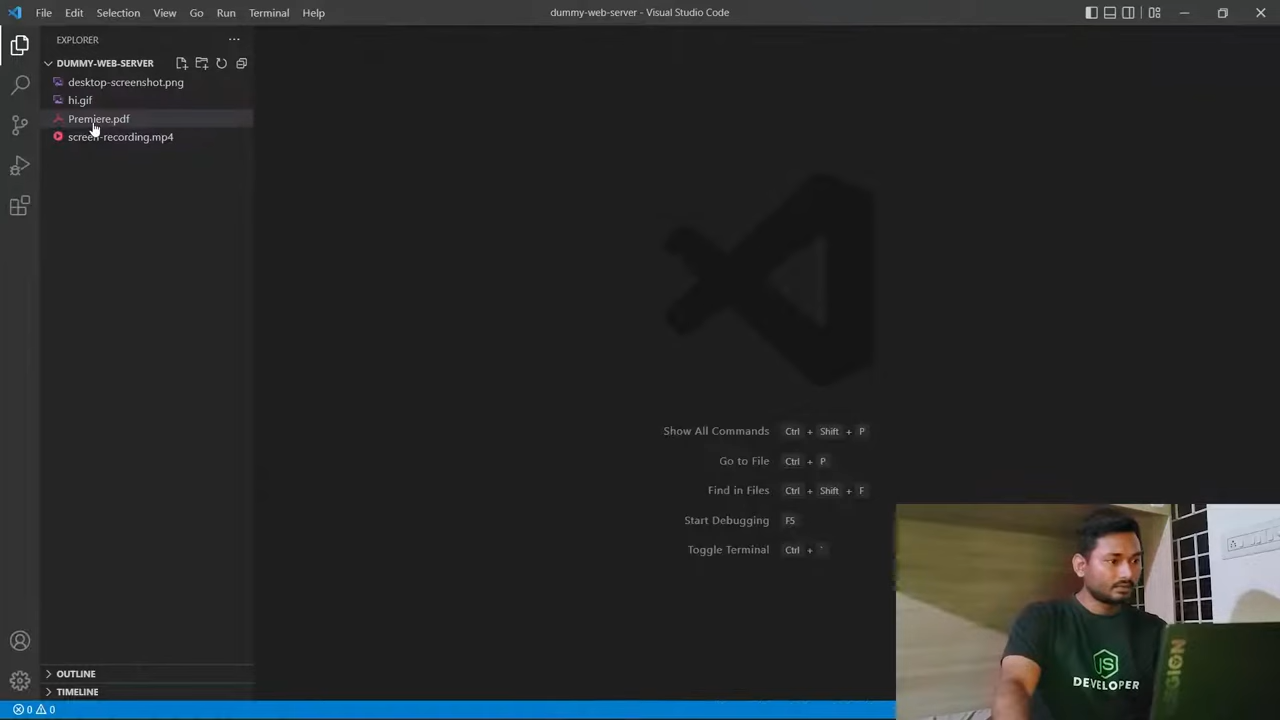 File Edit Selection View Go Run Terminal Help
dummy-web-server - Visual Studio Code
EXPLORER
DUMMY-WEB-SERVER
desktop-screenshot.png
hi.gif
Premiere.pdf
screen-recording.mp4
Show All Commands Ctrl + Shift + P
Go to File Ctrl + P
Find in Files Ctrl + Shift + F
Start Debugging F5
Toggle Terminal Ctrl + `
JS
DEVELOPER
LEGION
OUTLINE
TIMELINE
0 0